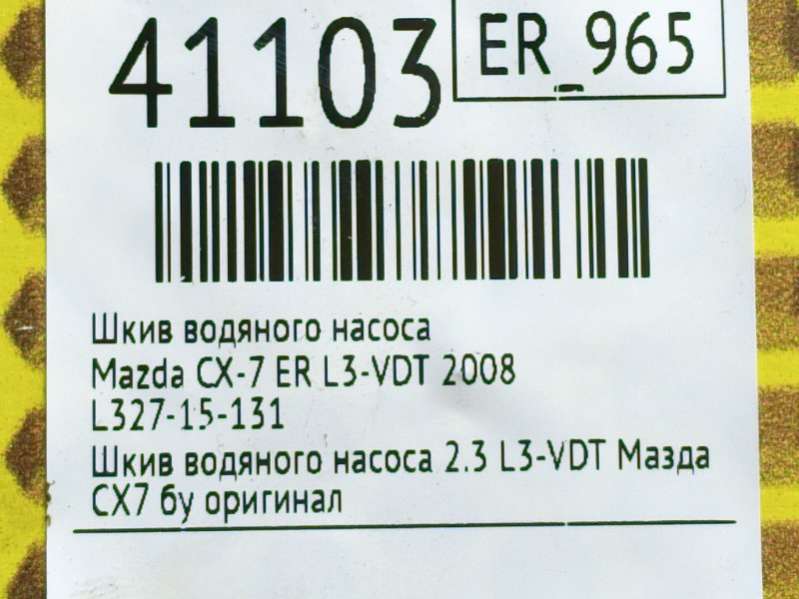 41103
ER_965
Шкив водяного насоса
Mazda CX-7 ER L3-VDT 2008
L327-15-131
Шкив водяного насоса 2.3 L3-VDT Мазда
СХ7 бу оригинал